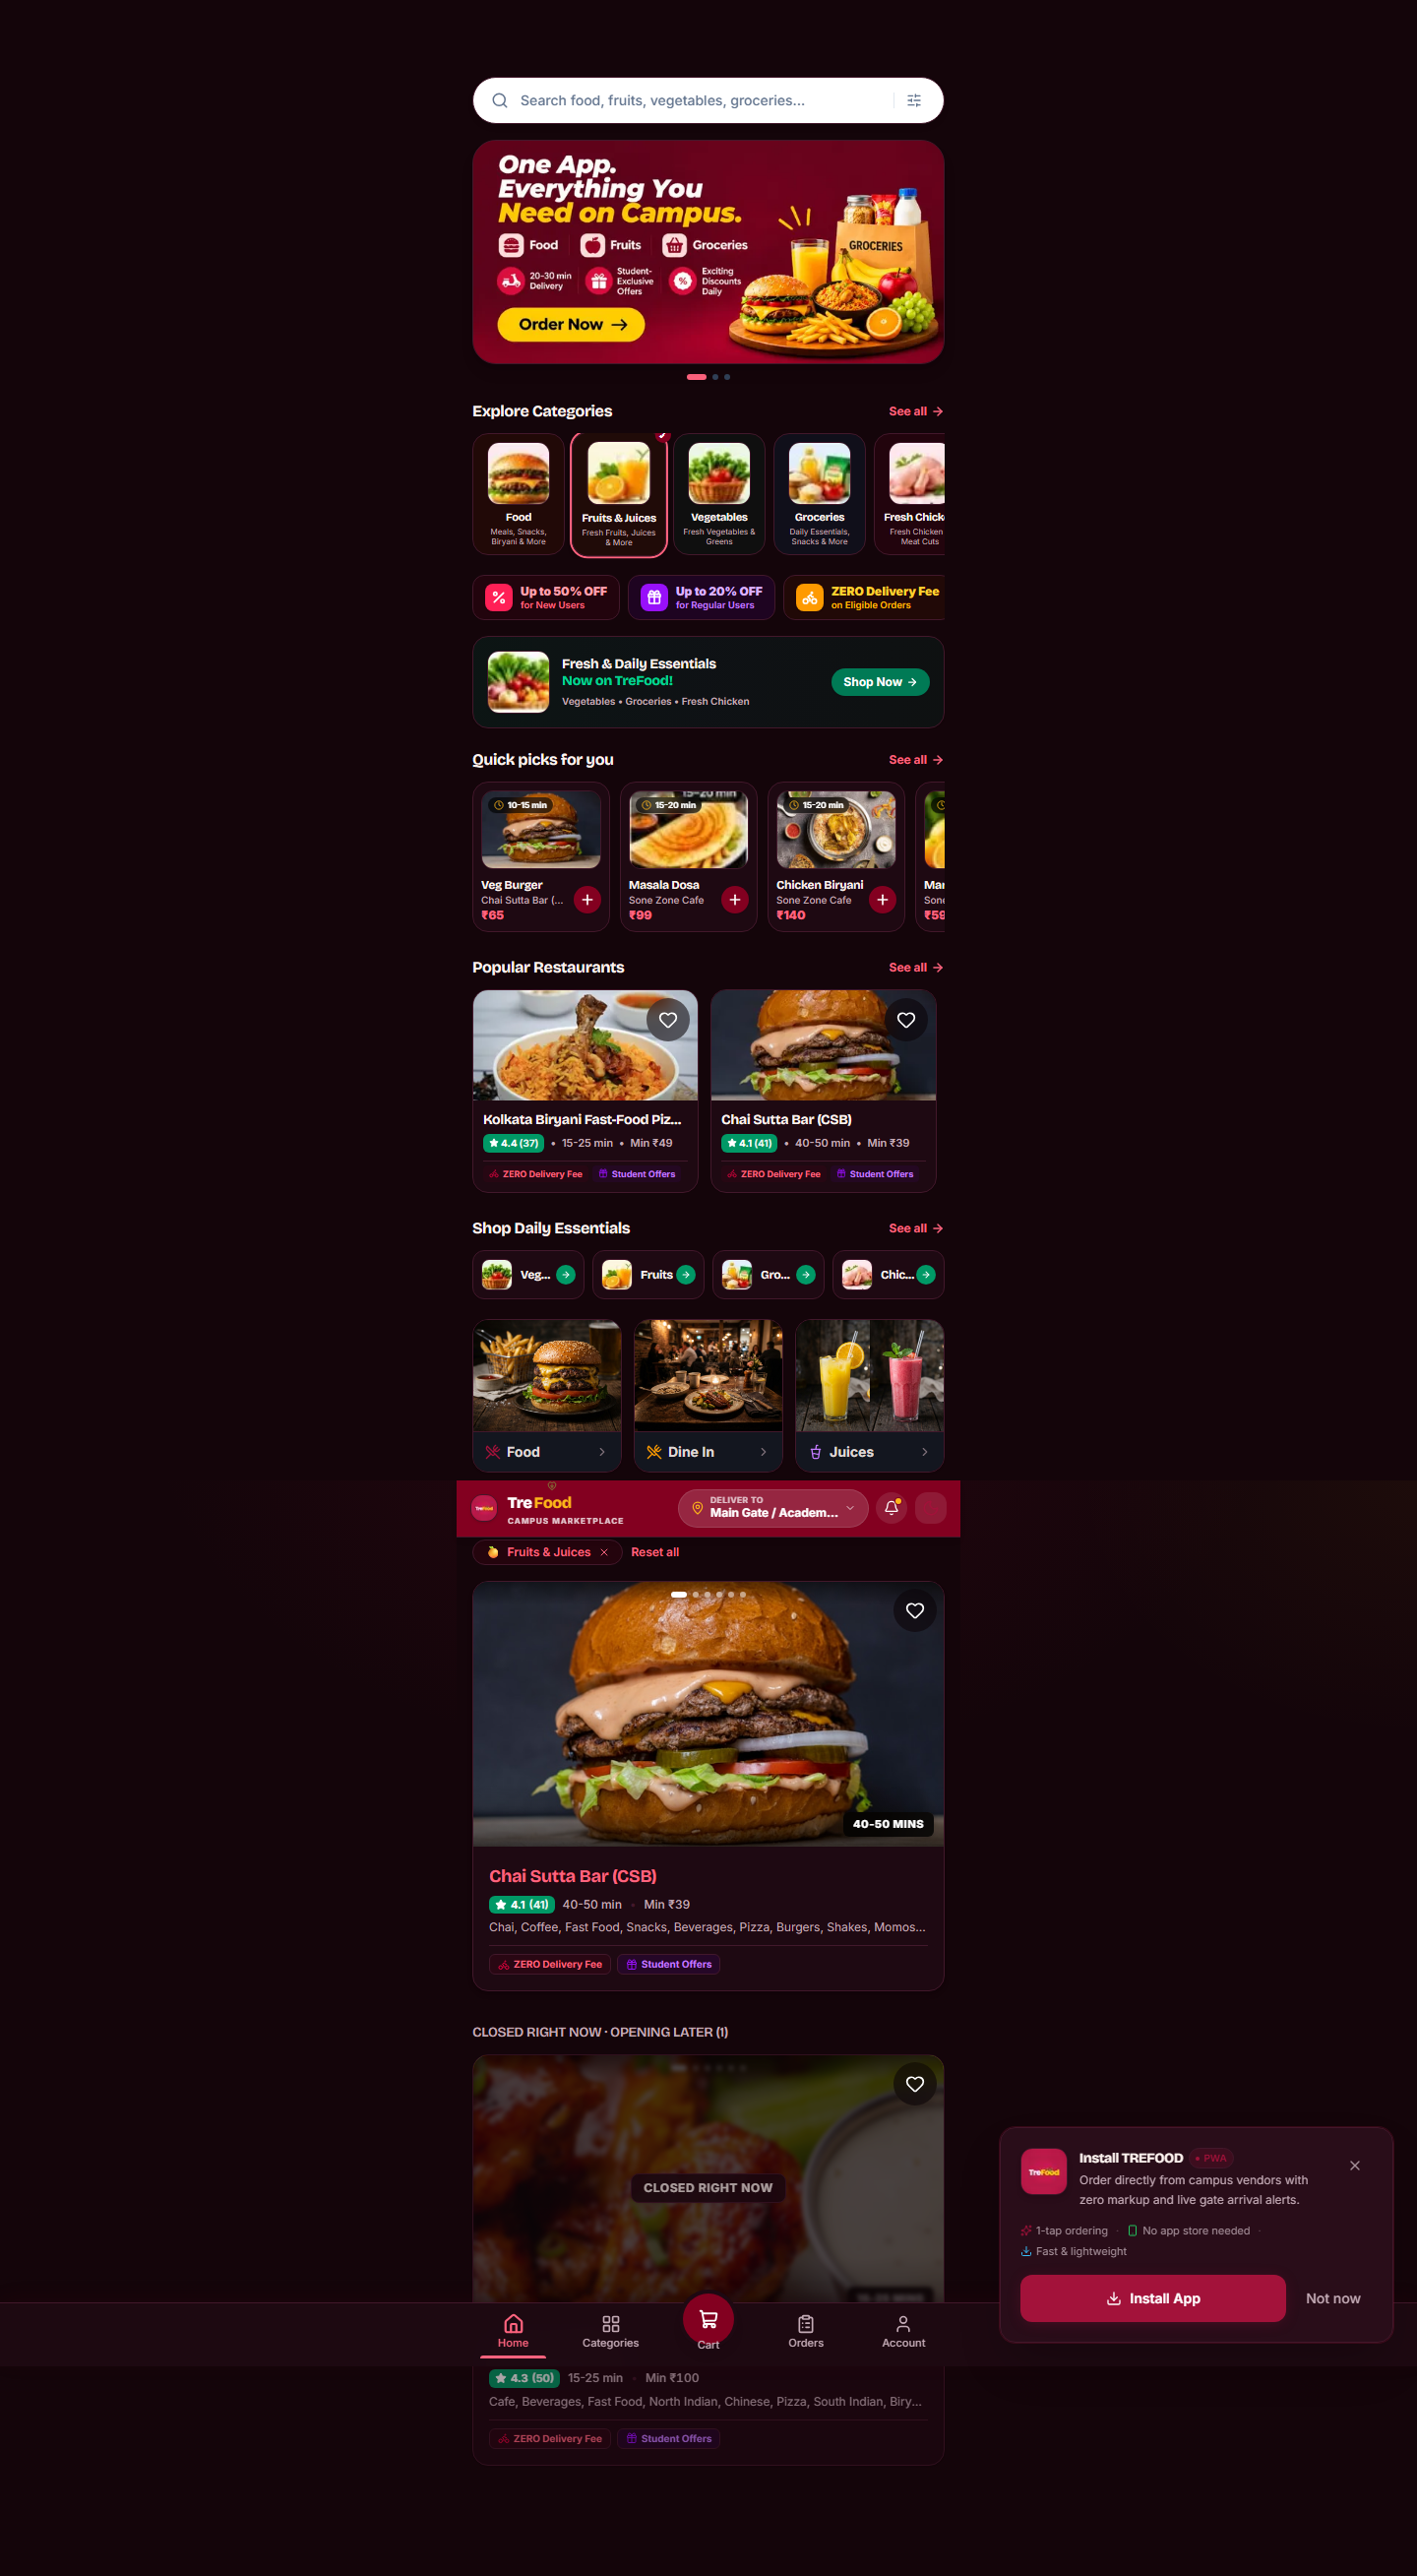 Search food, fruits, vegetables, groceries...
One App.
Everything You
Need on Campus.
Food
Fruits
Groceries
20-30 min
Delivery
Student-
Exclusive
Offers
Exciting
Discounts
Daily
Order Now →
GROCERIES
Explore Categories
See all →
Food
Meals, Snacks,
Biryani & More
Fruits & Juices
Fresh Fruits, Juices
& More
Vegetables
Fresh Vegetables &
Greens
Groceries
Daily Essentials,
Snacks & More
Fresh Chick
Fresh Chicken
Meat Cuts
Up to 50% OFF
for New Users
Up to 20% OFF
for Regular Users
ZERO Delivery Fee
on Eligible Orders
Fresh & Daily Essentials
Now on TreFood!
Vegetables • Groceries • Fresh Chicken
Shop Now →
Quick picks for you
See all →
10-15 min
Veg Burger
Chai Sutta Bar (...
₹65
15-20 min
15-20 min
Masala Dosa
Sone Zone Cafe
₹99
15-20 min
Chicken Biryani
Sone Zone Cafe
₹140
Mar
Sone
₹59
Popular Restaurants
See all →
Kolkata Biryani Fast-Food Piz...
4.4 (37) • 15-25 min • Min ₹49
ZERO Delivery Fee
Student Offers
Chai Sutta Bar (CSB)
4.1 (41) • 40-50 min • Min ₹39
ZERO Delivery Fee
Student Offers
Shop Daily Essentials
See all →
Veg...
Fruits
Gro...
Chic...
Food
Dine In
Juices
TreFood
TreFood
CAMPUS MARKETPLACE
DELIVER TO
Main Gate / Academ...
Fruits & Juices ×
Reset all
40-50 MINS
Chai Sutta Bar (CSB)
4.1 (41) 40-50 min • Min ₹39
Chai, Coffee, Fast Food, Snacks, Beverages, Pizza, Burgers, Shakes, Momos...
ZERO Delivery Fee
Student Offers
CLOSED RIGHT NOW · OPENING LATER (1)
CLOSED RIGHT NOW
TreFood
Install TREFOOD
• PWA
Order directly from campus vendors with
zero markup and live gate arrival alerts.
1-tap ordering · No app store needed ·
Fast & lightweight
Install App
Not now
Home
Categories
Cart
Orders
Account
4.3 (50) 15-25 min • Min ₹100
Cafe, Beverages, Fast Food, North Indian, Chinese, Pizza, South Indian, Biry...
ZERO Delivery Fee
Student Offers